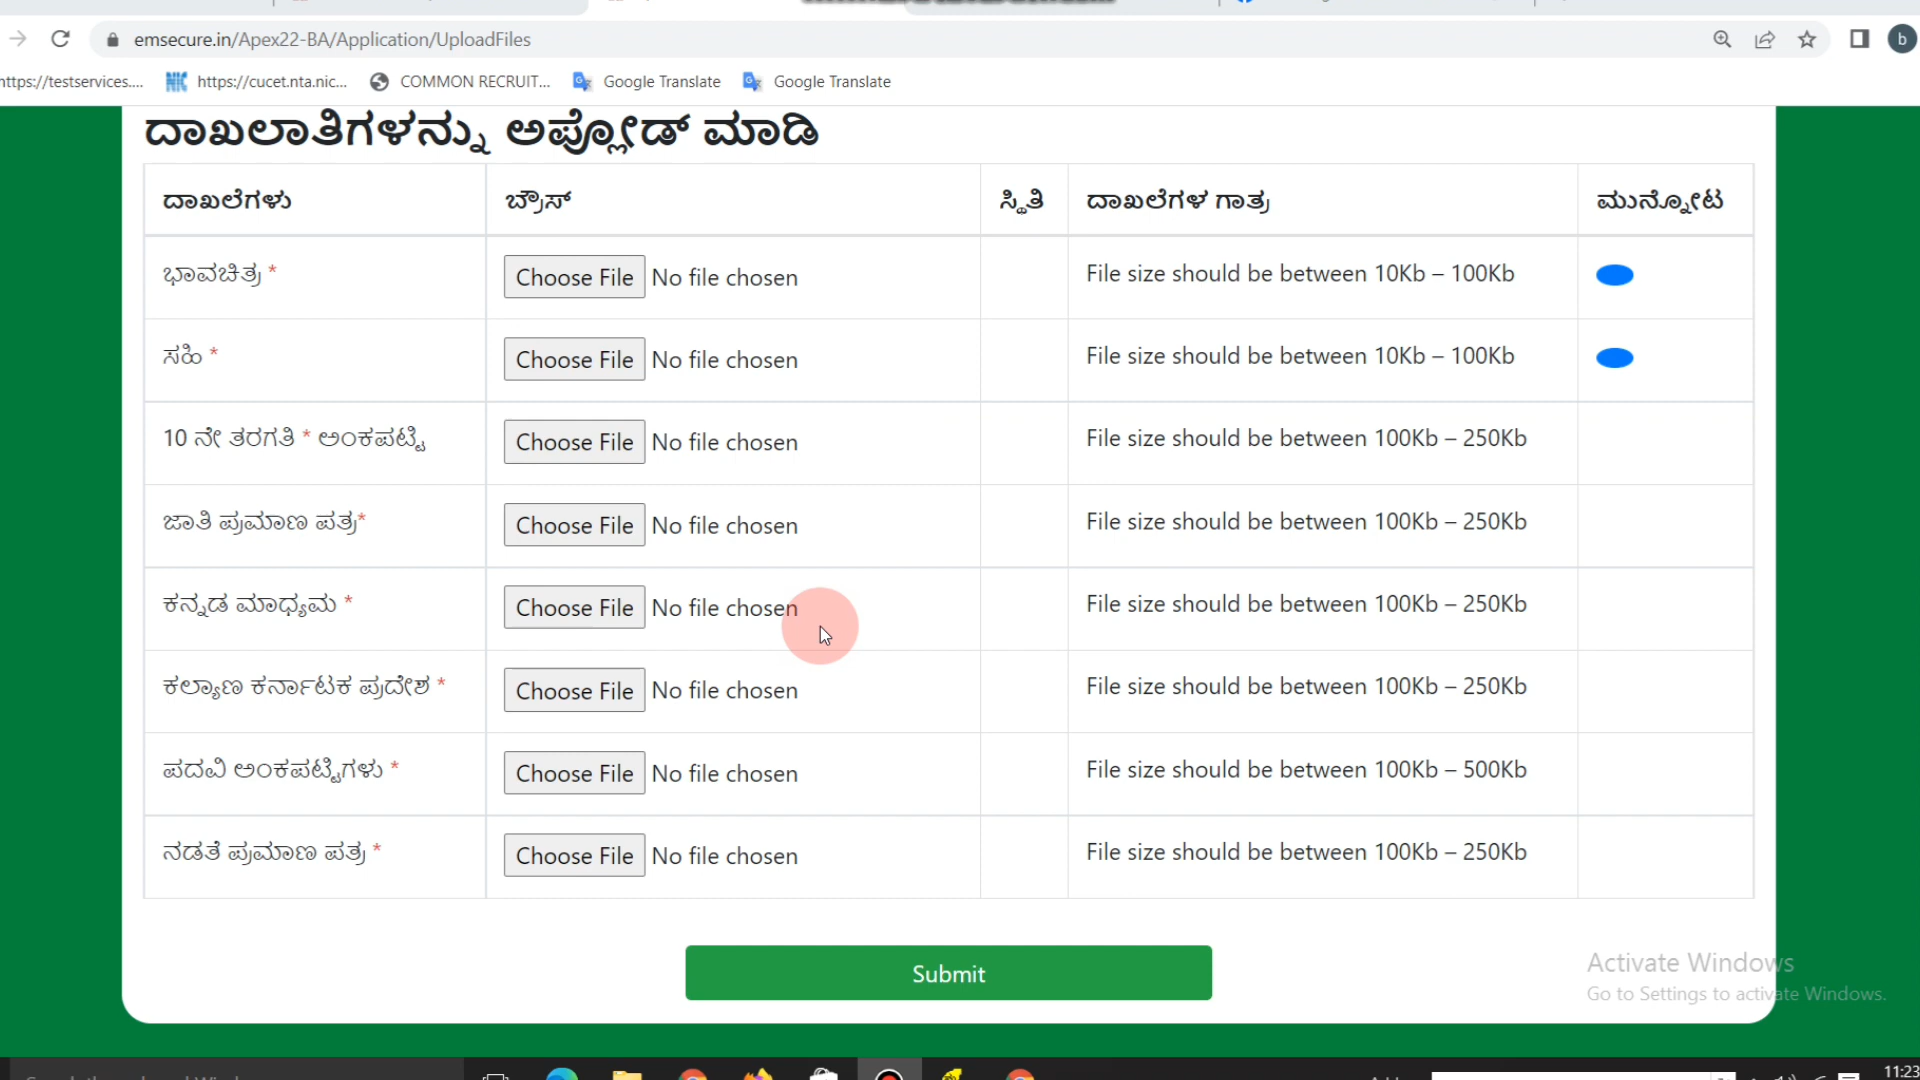 emsecure.in/Apex22-BA/Application/UploadFiles
b
https://testservices.... https://cucet.nta.nic... COMMON RECRUIT... Google Translate Google Translate
ದಾಖಲಾತಿಗಳನ್ನು ಅಪ್ಲೋಡ್ ಮಾಡಿ
ದಾಖಲೆಗಳು ಬ್ರೌಸ್ ಸ್ಥಿತಿ ದಾಖಲೆಗಳ ಗಾತ್ರ ಮುನ್ನೋಟ
ಭಾವಚಿತ್ರ * Choose File No file chosen File size should be between 10Kb – 100Kb
ಸಹಿ * Choose File No file chosen File size should be between 10Kb – 100Kb
10 ನೇ ತರಗತಿ * ಅಂಕಪಟ್ಟಿ Choose File No file chosen File size should be between 100Kb – 250Kb
ಜಾತಿ ಪ್ರಮಾಣ ಪತ್ರ* Choose File No file chosen File size should be between 100Kb – 250Kb
ಕನ್ನಡ ಮಾಧ್ಯಮ * Choose File No file chosen File size should be between 100Kb – 250Kb
ಕಲ್ಯಾಣ ಕರ್ನಾಟಕ ಪ್ರದೇಶ * Choose File No file chosen File size should be between 100Kb – 250Kb
ಪದವಿ ಅಂಕಪಟ್ಟಿಗಳು * Choose File No file chosen File size should be between 100Kb – 500Kb
ನಡತೆ ಪ್ರಮಾಣ ಪತ್ರ * Choose File No file chosen File size should be between 100Kb – 250Kb
Submit
Activate Windows
Go to Settings to activate Windows.
11:23